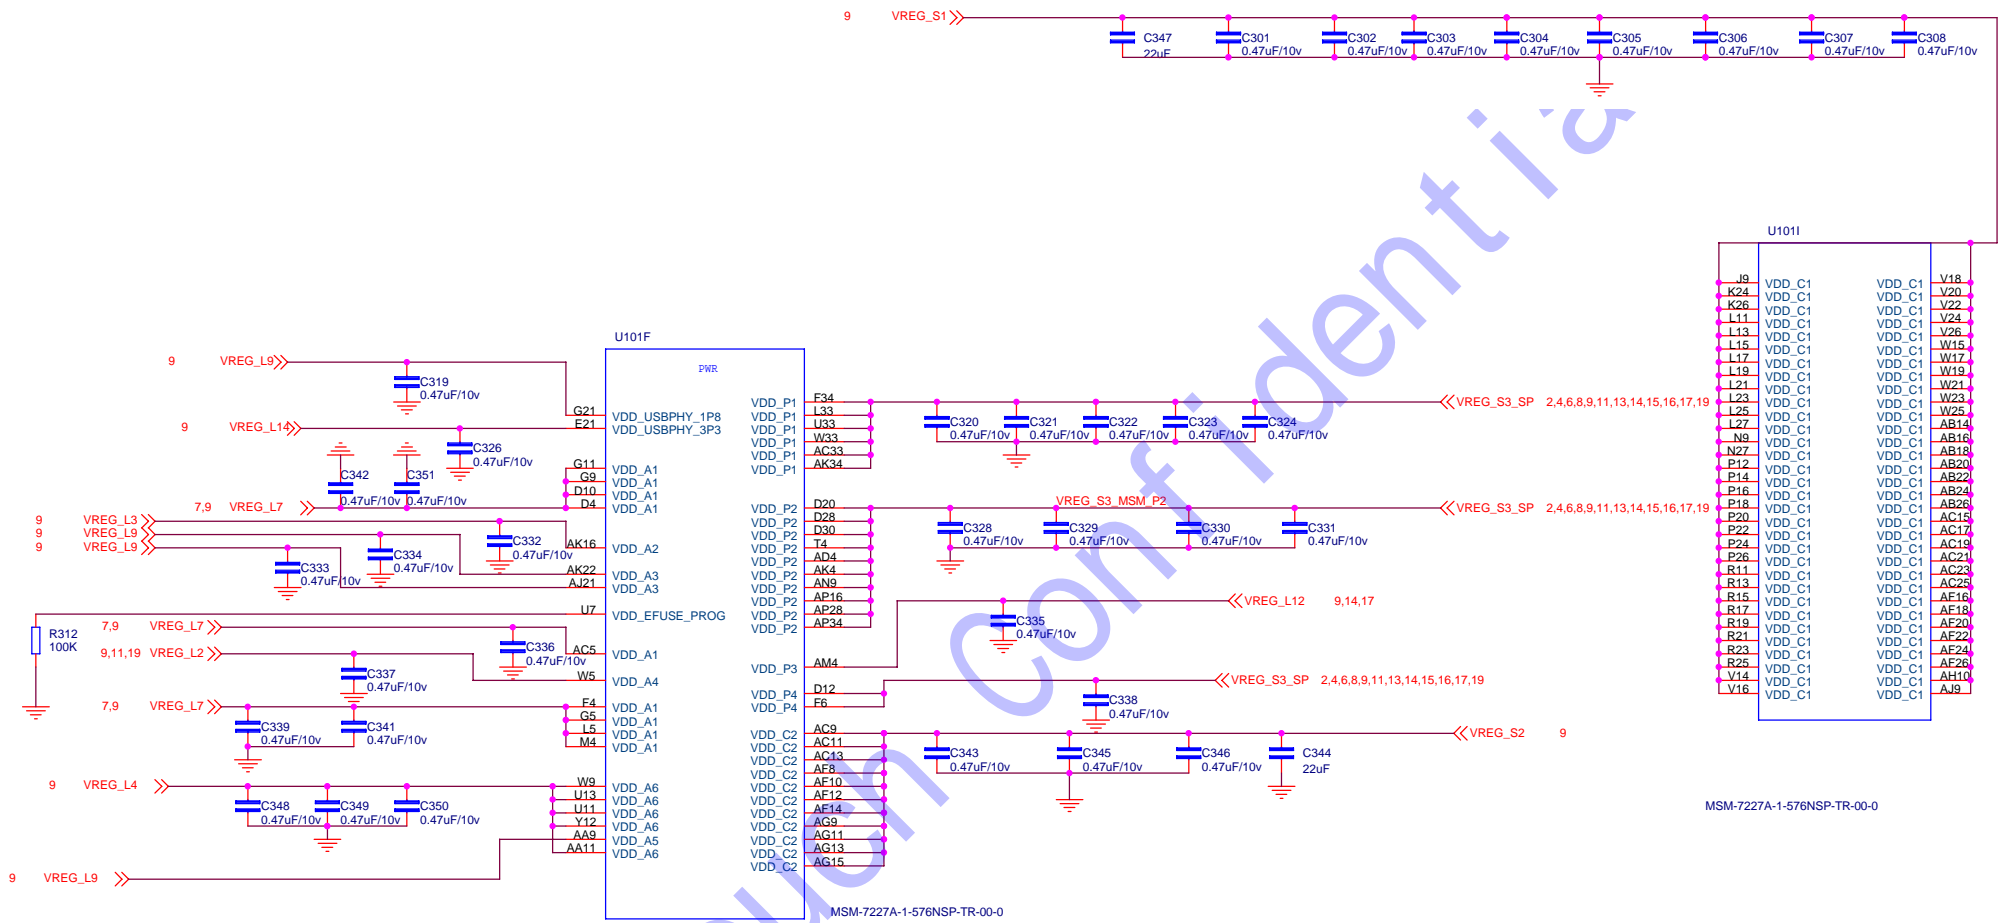 9 VREG_S1
C347 22uF
C301 0.47uF/10v
C302 0.47uF/10v
C303 0.47uF/10v
C304 0.47uF/10v
C305 0.47uF/10v
C306 0.47uF/10v
C307 0.47uF/10v
C308 0.47uF/10v
U101F
PWR
9 VREG_L9
C319 0.47uF/10v
G21 VDD_USBPHY_1P8
9 VREG_L14
E21 VDD_USBPHY_3P3
C326 0.47uF/10v
C342 0.47uF/10v
C351 0.47uF/10v
G11 VDD_A1
G9 VDD_A1
D10 VDD_A1
7,9 VREG_L7
D4 VDD_A1
9 VREG_L3
9 VREG_L9
9 VREG_L9
C332 0.47uF/10v
C334 0.47uF/10v
C333 0.47uF/10v
AK16 VDD_A2
AK22 VDD_A3
AJ21 VDD_A3
U7 VDD_EFUSE_PROG
R312 100K
7,9 VREG_L7
C336 0.47uF/10v
AC5 VDD_A1
9,11,19 VREG_L2
C337 0.47uF/10v
W5 VDD_A4
7,9 VREG_L7
C339 0.47uF/10v
C341 0.47uF/10v
F4 VDD_A1
G5 VDD_A1
L5 VDD_A1
M4 VDD_A1
9 VREG_L4
C348 0.47uF/10v
C349 0.47uF/10v
C350 0.47uF/10v
W9 VDD_A6
U13 VDD_A6
U11 VDD_A6
Y12 VDD_A6
AA9 VDD_A5
AA11 VDD_A6
9 VREG_L9
VDD_P1 F34
VDD_P1 L33
VDD_P1 U33
VDD_P1 W33
VDD_P1 AC33
VDD_P1 AK34
C320 0.47uF/10v
C321 0.47uF/10v
C322 0.47uF/10v
C323 0.47uF/10v
C324 0.47uF/10v
VREG_S3_SP 2,4,6,8,9,11,13,14,15,16,17,19
VDD_P2 D20
VDD_P2 D28
VDD_P2 D30
VDD_P2 T4
VDD_P2 AD4
VDD_P2 AK4
VDD_P2 AN9
VDD_P2 AP16
VDD_P2 AP28
VDD_P2 AP34
VREG_S3_MSM_P2
C328 0.47uF/10v
C329 0.47uF/10v
C330 0.47uF/10v
C331 0.47uF/10v
VREG_S3_SP 2,4,6,8,9,11,13,14,15,16,17,19
VREG_L12 9,14,17
C335 0.47uF/10v
VDD_P3 AM4
VDD_P4 D12
VDD_P4 F6
VREG_S3_SP 2,4,6,8,9,11,13,14,15,16,17,19
C338 0.47uF/10v
VDD_C2 AC9
VDD_C2 AC11
VDD_C2 AC13
VDD_C2 AF8
VDD_C2 AF10
VDD_C2 AF12
VDD_C2 AF14
VDD_C2 AG9
VDD_C2 AG11
VDD_C2 AG13
VDD_C2 AG15
VREG_S2 9
C343 0.47uF/10v
C345 0.47uF/10v
C346 0.47uF/10v
C344 22uF
MSM-7227A-1-576NSP-TR-00-0
U101I
J9 VDD_C1 VDD_C1 V18
K24 VDD_C1 VDD_C1 V20
K26 VDD_C1 VDD_C1 V22
L11 VDD_C1 VDD_C1 V24
L13 VDD_C1 VDD_C1 V26
L15 VDD_C1 VDD_C1 W15
L17 VDD_C1 VDD_C1 W17
L19 VDD_C1 VDD_C1 W19
L21 VDD_C1 VDD_C1 W21
L23 VDD_C1 VDD_C1 W23
L25 VDD_C1 VDD_C1 W25
L27 VDD_C1 VDD_C1 AB14
N9 VDD_C1 VDD_C1 AB16
N27 VDD_C1 VDD_C1 AB18
P12 VDD_C1 VDD_C1 AB20
P14 VDD_C1 VDD_C1 AB22
P16 VDD_C1 VDD_C1 AB24
P18 VDD_C1 VDD_C1 AB26
P20 VDD_C1 VDD_C1 AC15
P22 VDD_C1 VDD_C1 AC17
P24 VDD_C1 VDD_C1 AC19
P26 VDD_C1 VDD_C1 AC21
R11 VDD_C1 VDD_C1 AC23
R13 VDD_C1 VDD_C1 AC25
R15 VDD_C1 VDD_C1 AF16
R17 VDD_C1 VDD_C1 AF18
R19 VDD_C1 VDD_C1 AF20
R21 VDD_C1 VDD_C1 AF22
R23 VDD_C1 VDD_C1 AF24
R25 VDD_C1 VDD_C1 AF26
V14 VDD_C1 VDD_C1 AH10
V16 VDD_C1 VDD_C1 AJ9
MSM-7227A-1-576NSP-TR-00-0